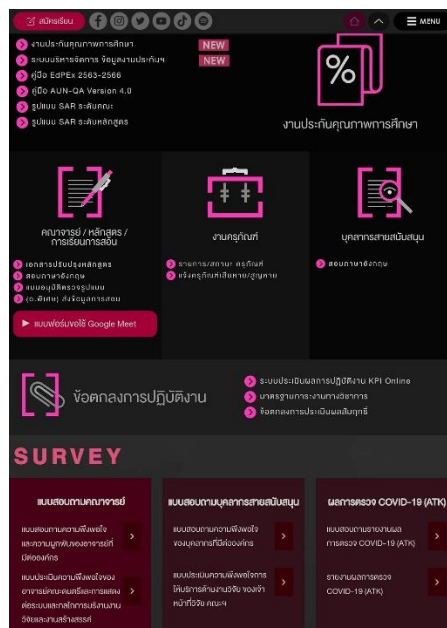 สมัครเรียน
MENU
งานประกันคุณภาพการศึกษา NEW
ระบบบริหารจัดการ ข้อมูลงานประกันฯ NEW
คู่มือ EdPEx 2563-2566
คู่มือ AUN-QA Version 4.0
รูปแบบ SAR ระดับคณะ
รูปแบบ SAR ระดับหลักสูตร
%
งานประกันคุณภาพการศึกษา
คณาจารย์ / หลักสูตร /
การเรียนการสอน
เอกสารปรับปรุงหลักสูตร
สอบภาษาอังกฤษ
แบบอนุมัติตรวจรูปแบบ
(อ.พิเศษ) ส่งข้อมูลการสอน
แบบฟอร์มขอใช้ Google Meet
งานครุภัณฑ์
รายการ/สถานะ ครุภัณฑ์
แจ้งครุภัณฑ์เสียหาย/สูญหาย
บุคลากรสายสนับสนุน
สอบภาษาอังกฤษ
ข้อตกลงการปฏิบัติงาน
ระบบประเมินผลการปฏิบัติงาน KPI Online
มาตรฐานภาระงานทางวิชาการ
ข้อตกลงการประเมินผลสัมฤทธิ์
SURVEY
แบบสอบถามคณาจารย์
แบบสอบถามความพึงพอใจ
และความผูกพันของอาจารย์ที่
มีต่อองค์กร
แบบประเมินความพึงพอใจของ
อาจารย์คณะดนตรีและการแสดง
ต่อระบบและกลไกการบริหารงาน
วิจัยและงานสร้างสรรค์
แบบสอบถามบุคลากรสายสนับสนุน
แบบสอบถามความพึงพอใจ
ของบุคลากรที่มีต่อองค์กร
แบบประเมินความพึงพอใจการ
ให้บริการด้านงานวิจัย ของเจ้า
หน้าที่วิจัย คณะฯ
ผลการตรวจ COVID-19 (ATK)
แบบสอบถามรายงานผล
การตรวจ COVID-19 (ATK)
รายงานผลการตรวจ
COVID-19 (ATK)